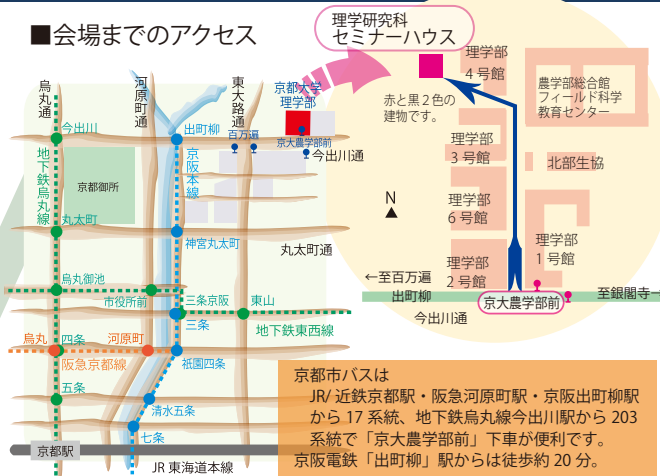 ■会場までのアクセス
理学研究科
セミナーハウス
烏丸通
河原町通
東大路通
京都大学
理学部
今出川
出町柳
百万遍
京大農学部前
今出川通
地下鉄烏丸線
京都御所
京阪本線
丸太町
神宮丸太町
丸太町通
烏丸御池
市役所前
三条京阪
東山
三条
地下鉄東西線
烏丸
四条
河原町
阪急京都線
祇園四条
五条
清水五条
七条
京都駅
JR 東海道本線
理学部
4 号館
赤と黒２色の
建物です。
農学部総合館
フィールド科学
教育センター
理学部
3 号館
北部生協
N
理学部
6 号館
理学部
1 号館
理学部
2 号館
←至百万遍
出町柳
京大農学部前
至銀閣寺→
今出川通
京都市バスは
JR/ 近鉄京都駅・阪急河原町駅・京阪出町柳駅
から 17 系統、地下鉄烏丸線今出川駅から 203
系統で「京大農学部前」下車が便利です。
京阪電鉄「出町柳」駅からは徒歩約 20 分。